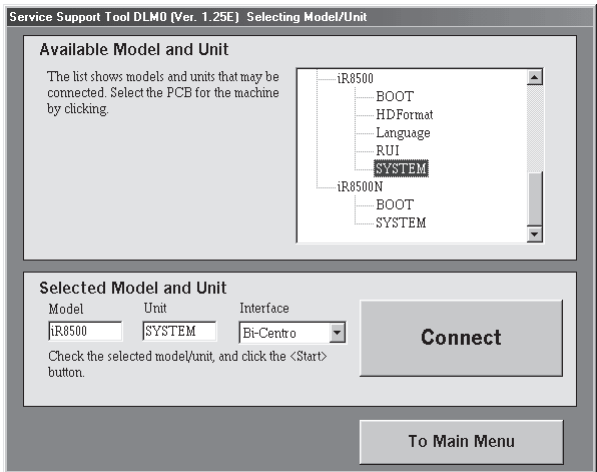 Service Support Tool DLM0 (Ver. 1.25E) Selecting Model/Unit
Available Model and Unit
The list shows models and units that may be
connected. Select the PCB for the machine
by clicking.
iR8500
BOOT
HDFormat
Language
RUI
SYSTEM
iR8500N
BOOT
SYSTEM
Selected Model and Unit
Model Unit Interface
iR8500 SYSTEM Bi-Centro
Check the selected model/unit, and click the <Start>
button.
Connect
To Main Menu